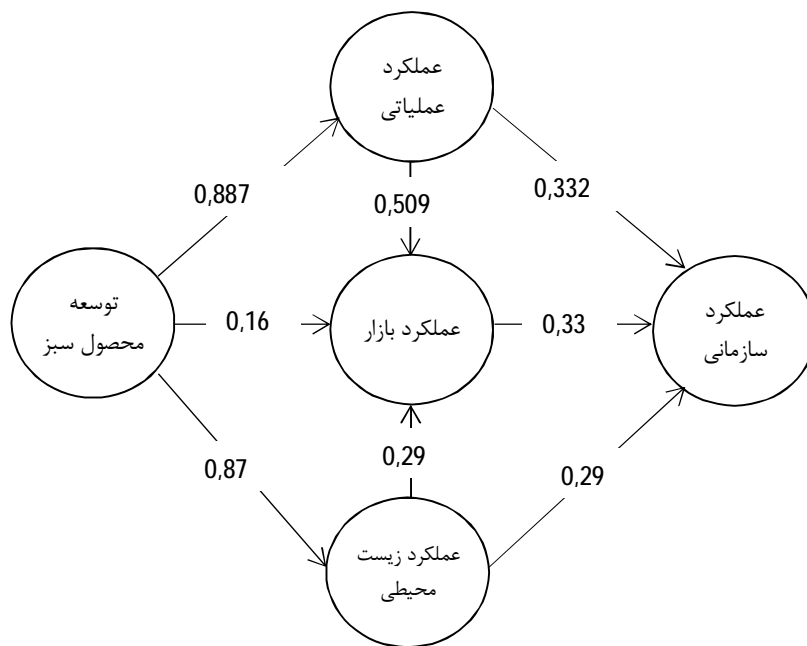 عملکرد
عملیاتی
0,887
0,509
0,332
توسعه
محصول سبز
0,16
عملکرد بازار
0,33
عملکرد
سازمانی
0,87
0,29
0,29
عملکرد زیست
محیطی